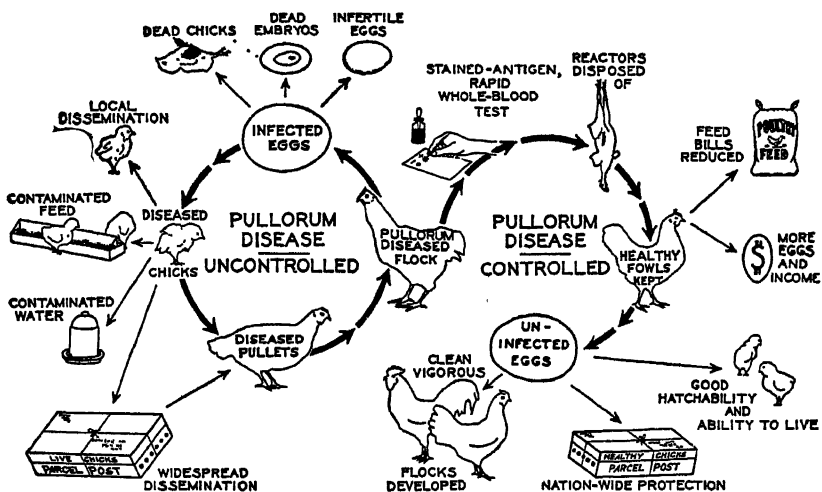 DEAD CHICKS
DEAD
EMBRYOS
INFERTILE
EGGS
INFECTED
EGGS
LOCAL
DISSEMINATION
CONTAMINATED
FEED
DISEASED
CHICKS
CONTAMINATED
WATER
PULLORUM
DISEASE
UNCONTROLLED
DISEASED
PULLETS
LIVE CHICKS
PARCEL POST
WIDESPREAD
DISSEMINATION
PULLORUM
DISEASED
FLOCK
STAINED-ANTIGEN,
RAPID
WHOLE-BLOOD
TEST
REACTORS
DISPOSED
OF
PULLORUM
DISEASE
CONTROLLED
HEALTHY
FOWLS
KEPT
FEED
BILLS
REDUCED
POULTRY
FEED
$
MORE
EGGS
AND
INCOME
UN-
INFECTED
EGGS
CLEAN
VIGOROUS
FLOCKS
DEVELOPED
HEALTHY CHICKS
PARCEL POST
NATION-WIDE PROTECTION
GOOD
HATCHABILITY
AND
ABILITY TO LIVE